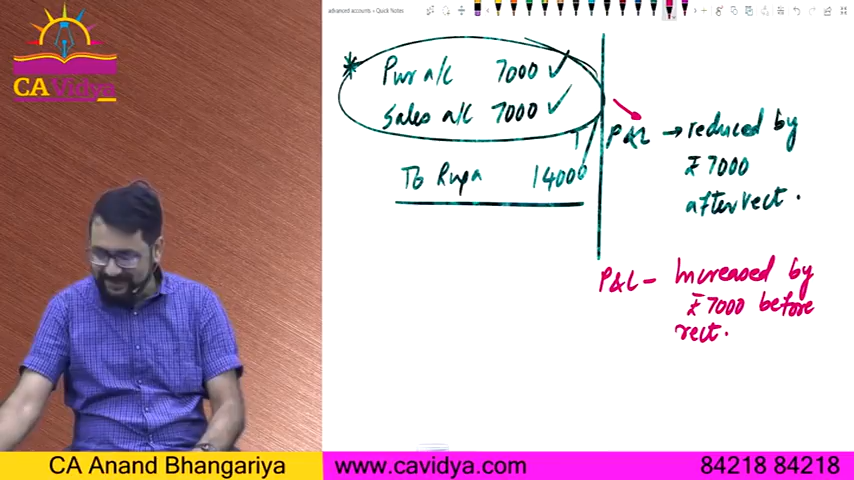 advanced accounts - Quick Notes
CA Vidya
* Pur a/c 7000 ✓
Sales a/c 7000 ✓
To Rupa 14000
P&L → reduced by
₹7000
after rect.
P&L - Increased by
₹7000 before
rect.
CA Anand Bhangariya www.cavidya.com 84218 84218